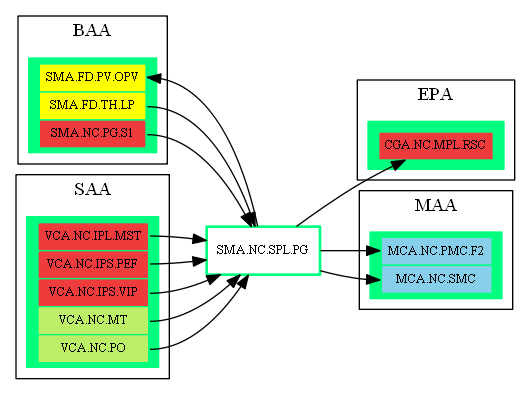 BAA
SMA.FD.PV.OPV
SMA.FD.TH.LP
SMA.NC.PG.S1
SAA
VCA.NC.IPL.MST
VCA.NC.IPS.PEF
VCA.NC.IPS.VIP
VCA.NC.MT
VCA.NC.PO
SMA.NC.SPL.PG
EPA
CGA.NC.MPL.RSC
MAA
MCA.NC.PMC.F2
MCA.NC.SMC